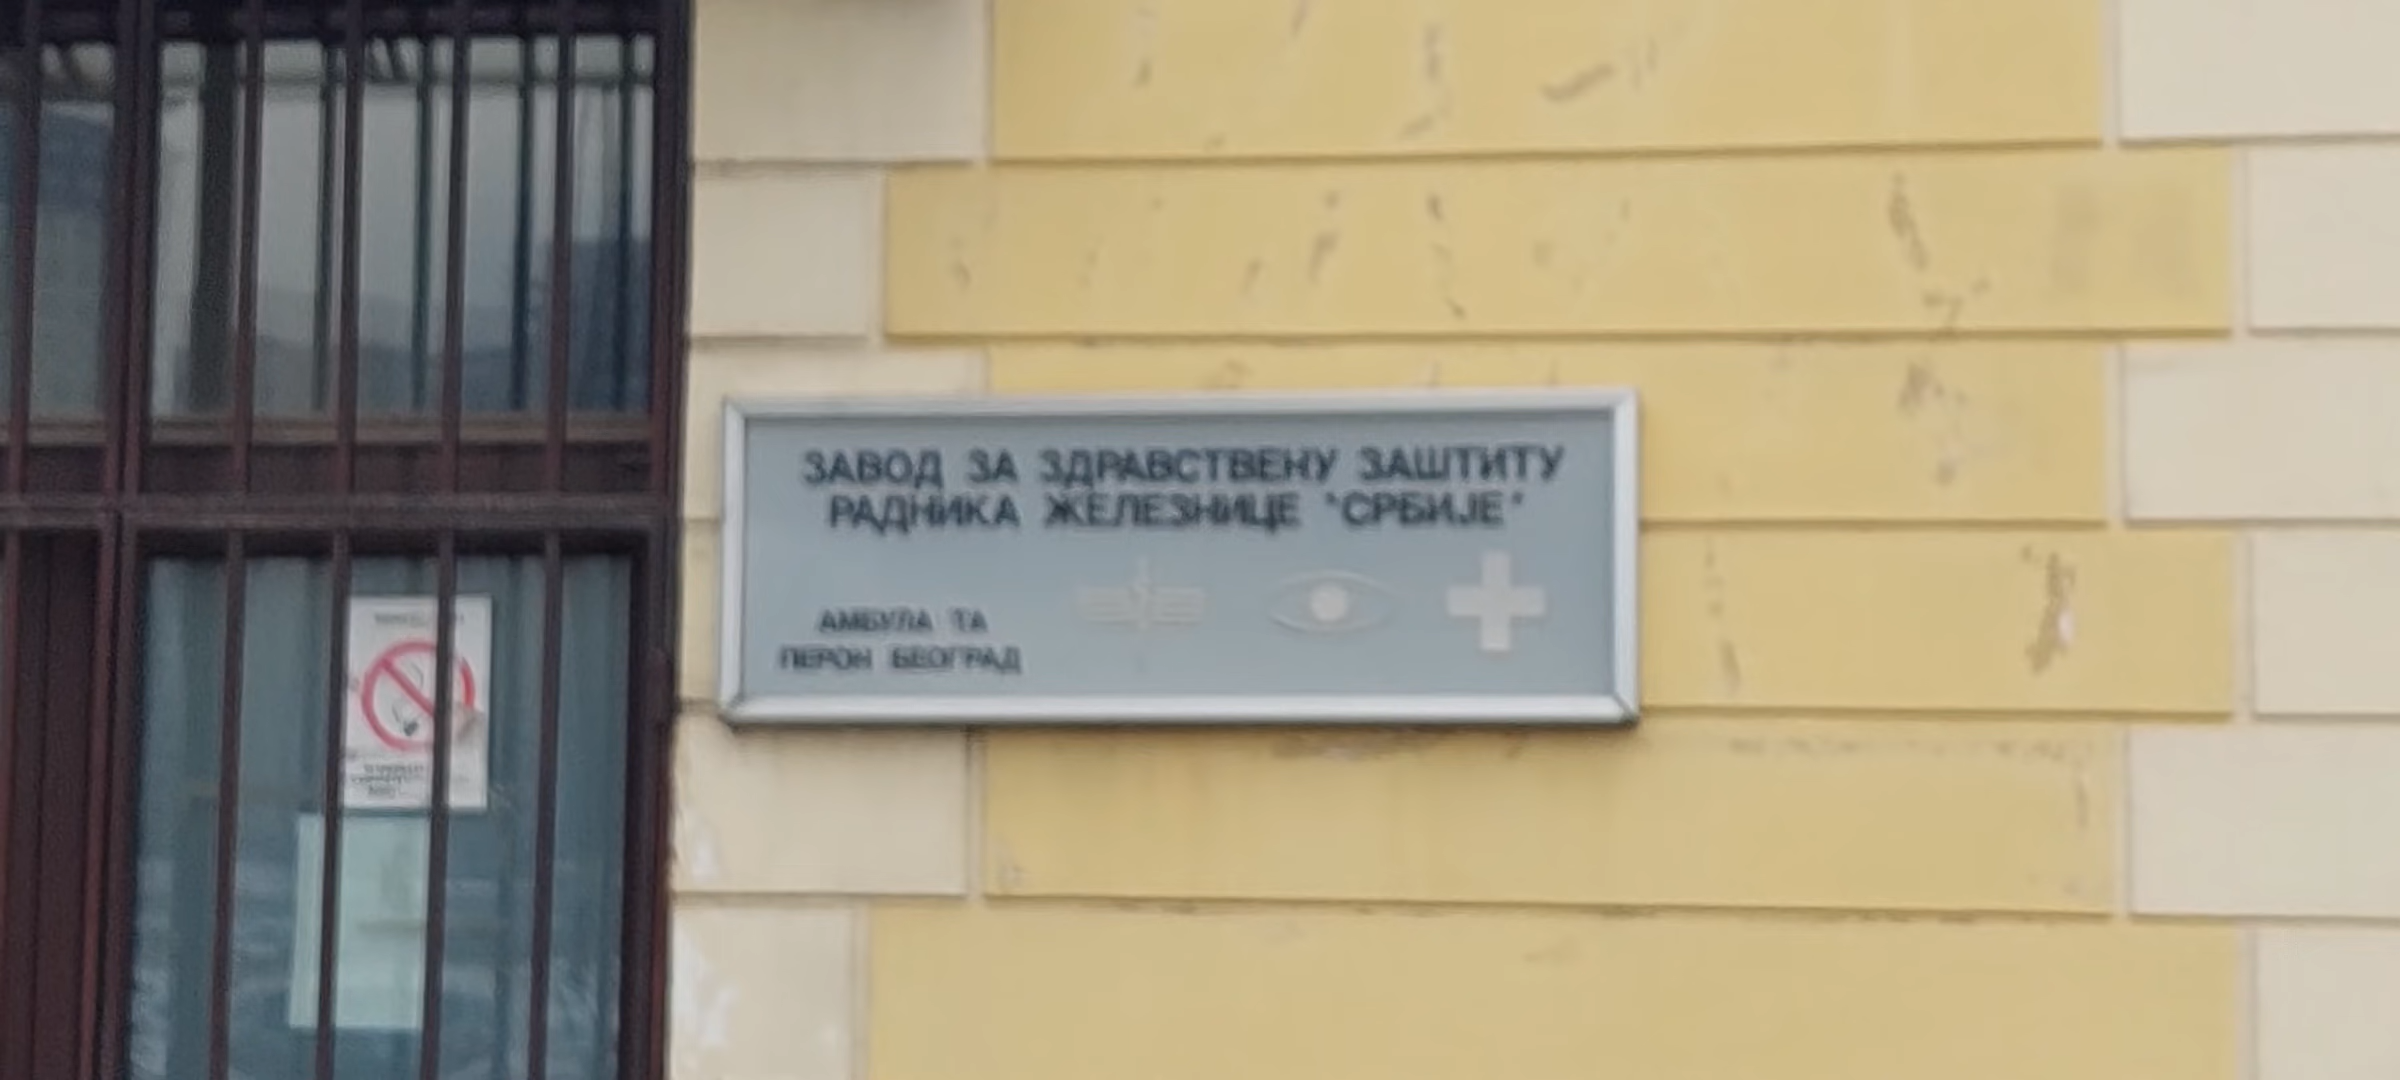 ЗАВОД ЗА ЗДРАВСТВЕНУ ЗАШТИТУ
РАДНИКА ЖЕЛЕЗНИЦЕ "СРБИЈЕ"
АМБУЛА ТА
ПЕРОН БЕОГРАД